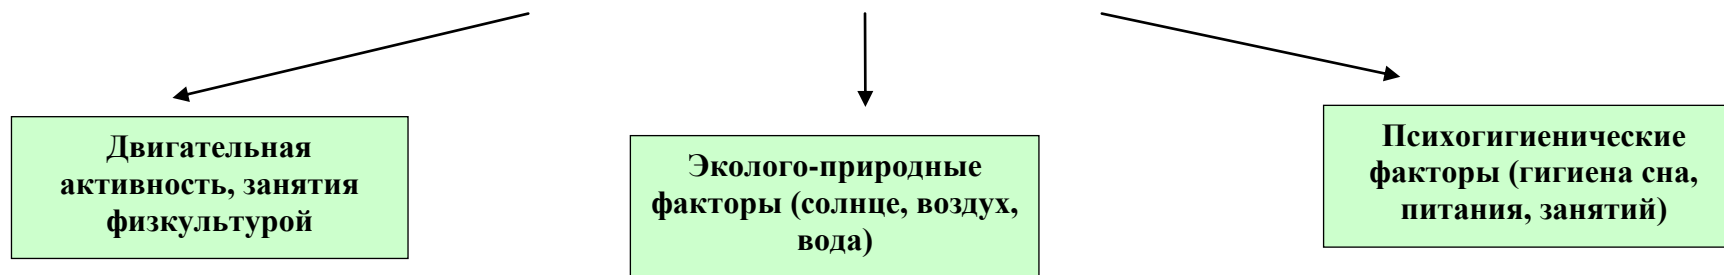 Двигательная
активность, занятия
физкультурой
Эколого-природные
факторы (солнце, воздух,
вода)
Психогигиенические
факторы (гигиена сна,
питания, занятий)